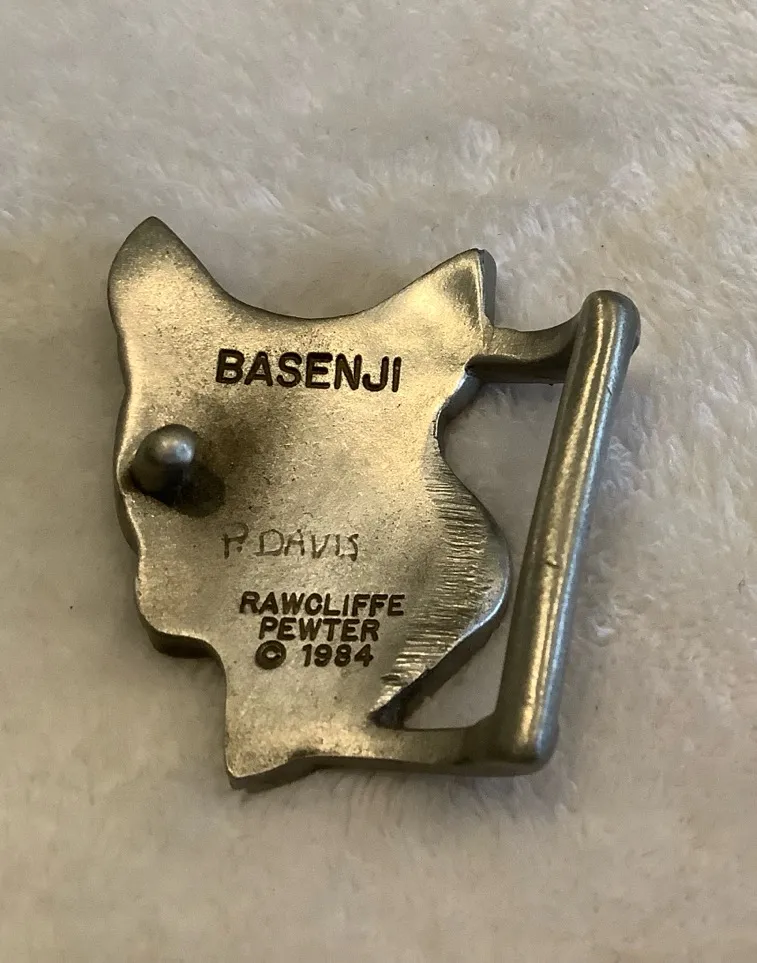 BASENJI
P. DAVIS
RAWCLIFFE
PEWTER
© 1984